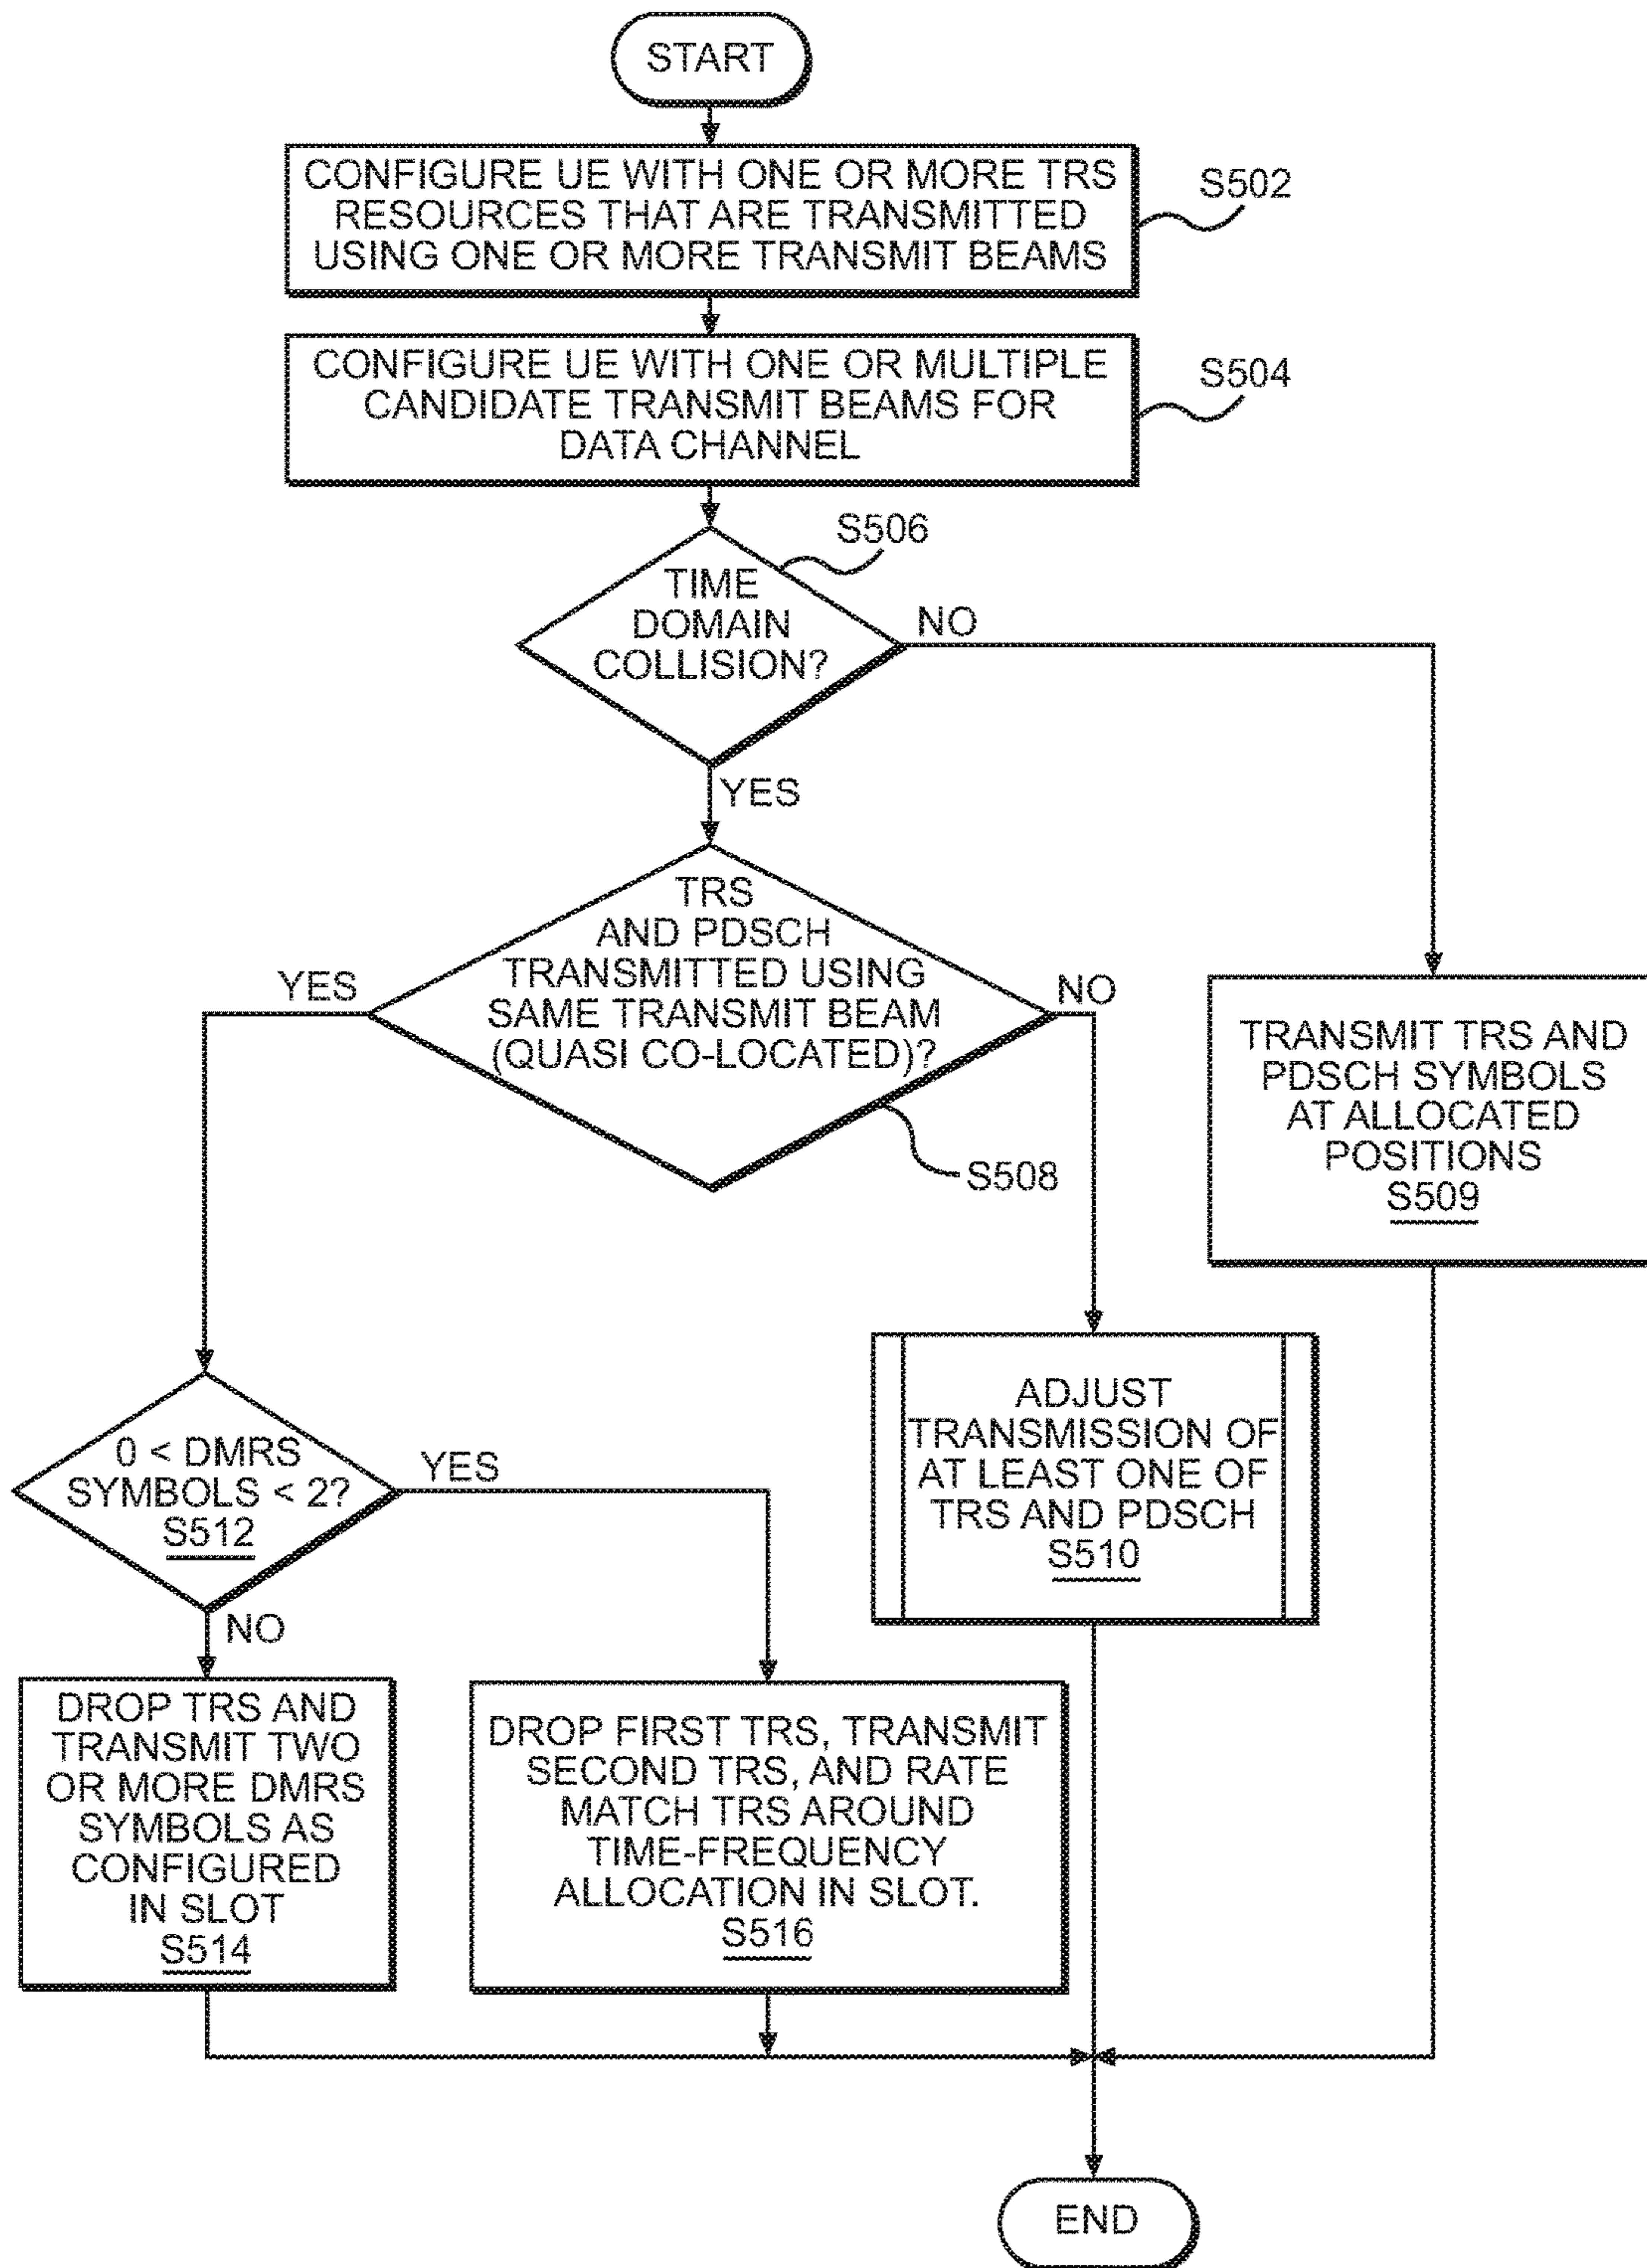 START
CONFIGURE UE WITH ONE OR MORE TRS
RESOURCES THAT ARE TRANSMITTED
USING ONE OR MORE TRANSMIT BEAMS
S502
CONFIGURE UE WITH ONE OR MULTIPLE
CANDIDATE TRANSMIT BEAMS FOR
DATA CHANNEL
S504
S506
TIME
DOMAIN
COLLISION?
NO
YES
TRS
AND PDSCH
TRANSMITTED USING
SAME TRANSMIT BEAM
(QUASI CO-LOCATED)?
YES
NO
S508
TRANSMIT TRS AND
PDSCH SYMBOLS
AT ALLOCATED
POSITIONS
S509
ADJUST
TRANSMISSION OF
AT LEAST ONE OF
TRS AND PDSCH
S510
0 < DMRS
SYMBOLS < 2?
S512
YES
NO
DROP TRS AND
TRANSMIT TWO
OR MORE DMRS
SYMBOLS AS
CONFIGURED
IN SLOT
S514
DROP FIRST TRS, TRANSMIT
SECOND TRS, AND RATE
MATCH TRS AROUND
TIME-FREQUENCY
ALLOCATION IN SLOT.
S516
END